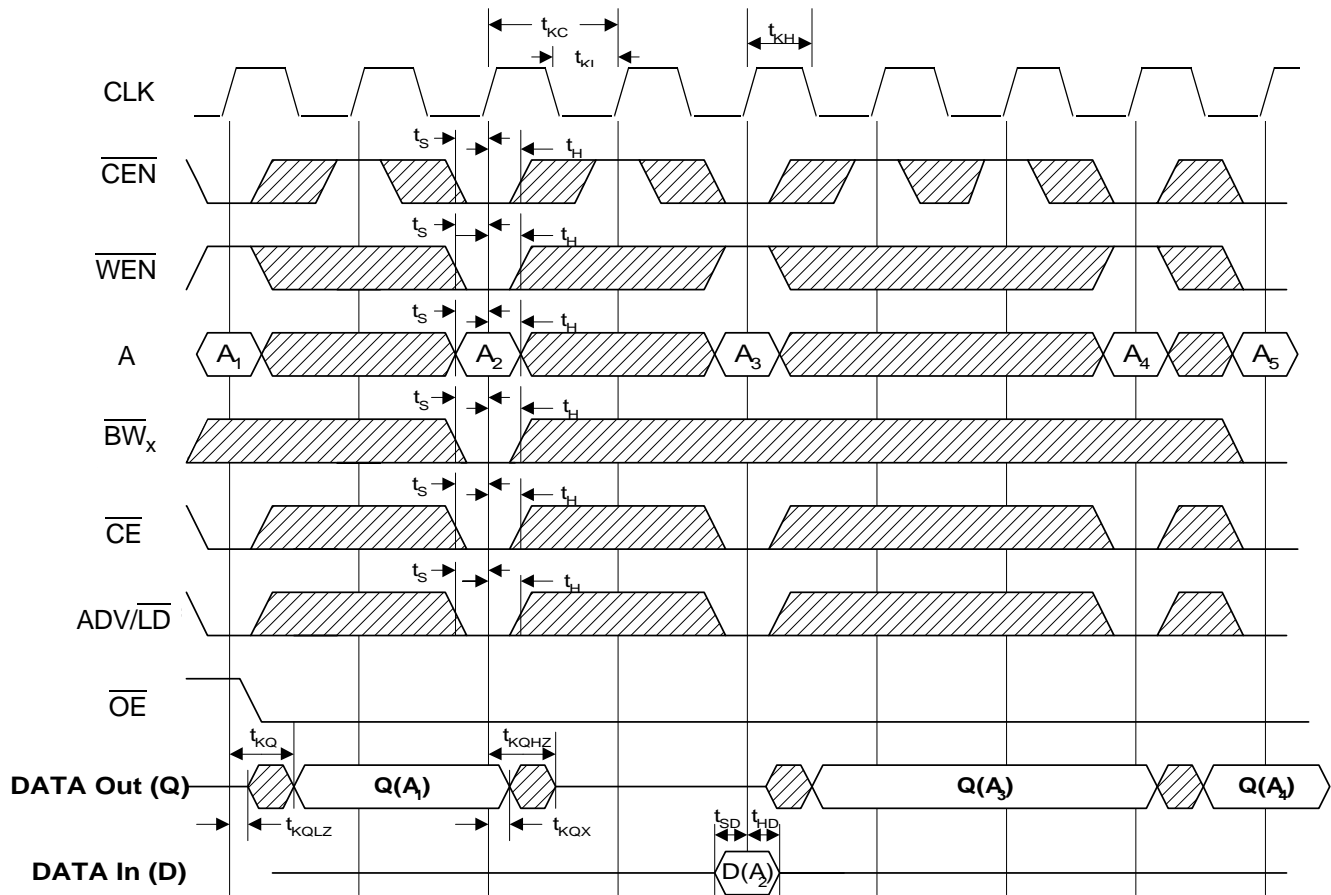 tKC
tKH
tKL
CLK
tS
tH
CEN
tS
tH
WEN
tS
tH
A
A1
A2
A3
A4
A5
tS
tH
BWx
tS
tH
CE
tS
tH
ADV/LD
OE
tKQ
tKQHZ
DATA Out (Q)
Q(A1)
Q(A3)
Q(A4)
tKQLZ
tKQX
tSD
tHD
DATA In (D)
D(A2)